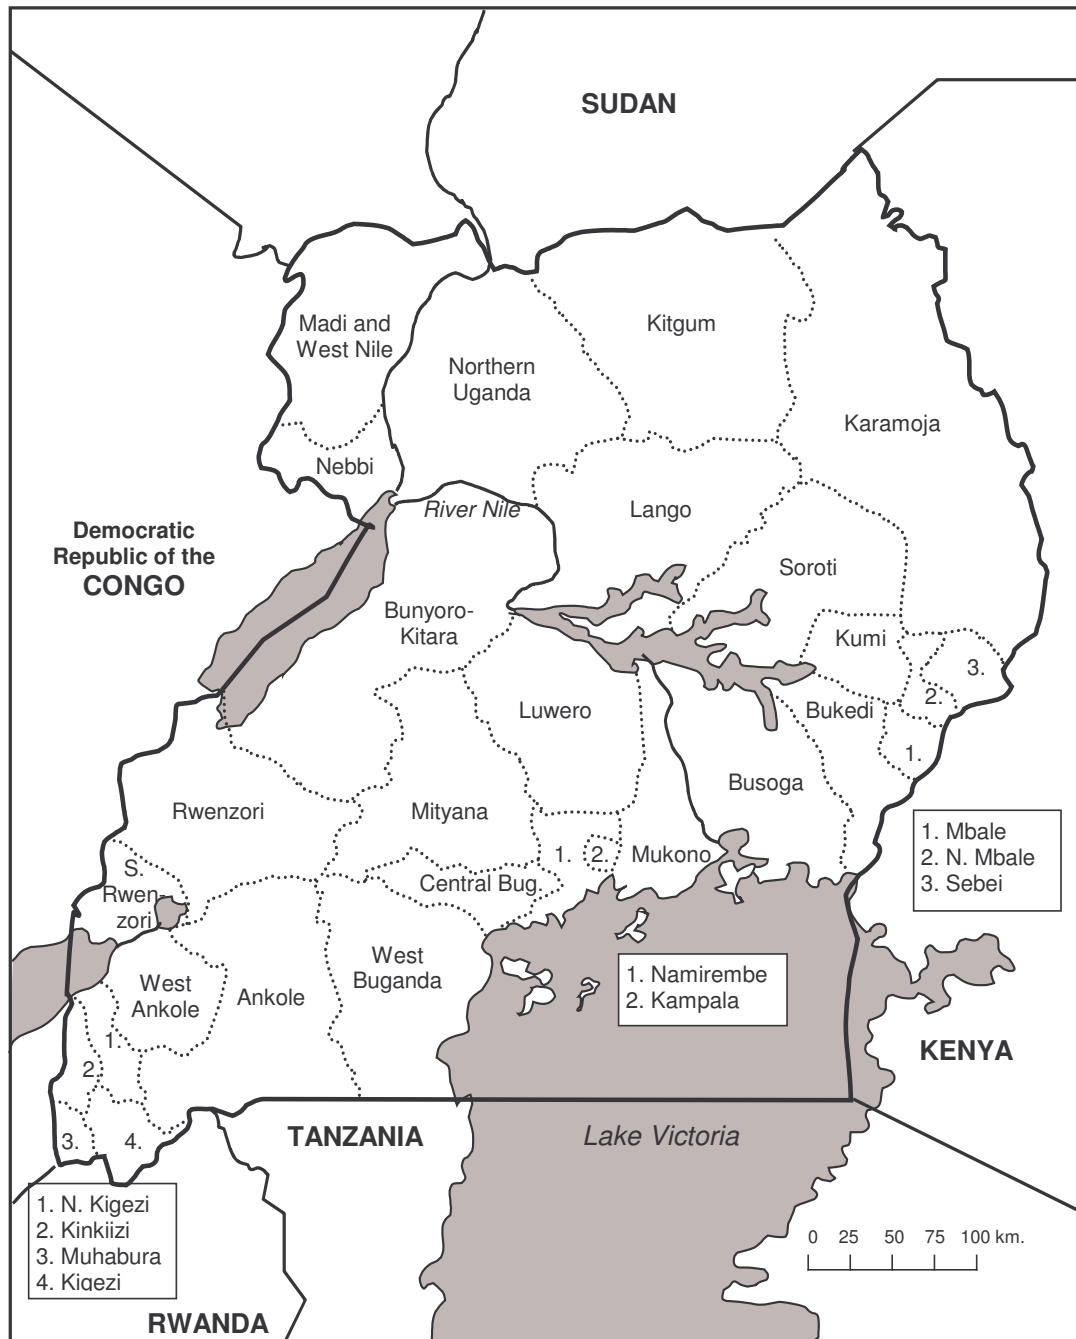 SUDAN
Madi and
West Nile
Kitgum
Northern
Uganda
Karamoja
Nebbi
River Nile
Lango
Democratic
Republic of the
CONGO
Soroti
Bunyoro-
Kitara
Kumi
3.
2.
Luwero
Bukedi
1.
Busoga
Rwenzori
Mityana
1. Mbale
2. N. Mbale
3. Sebei
1.
2.
Mukono
S.
Rwen-
zori
Central Bug.
West
Buganda
West
Ankole
Ankole
1. Namirembe
2. Kampala
1.
2.
KENYA
3.
4.
TANZANIA
Lake Victoria
1. N. Kigezi
2. Kinkiizi
3. Muhabura
4. Kigezi
0 25 50 75 100 km.
RWANDA